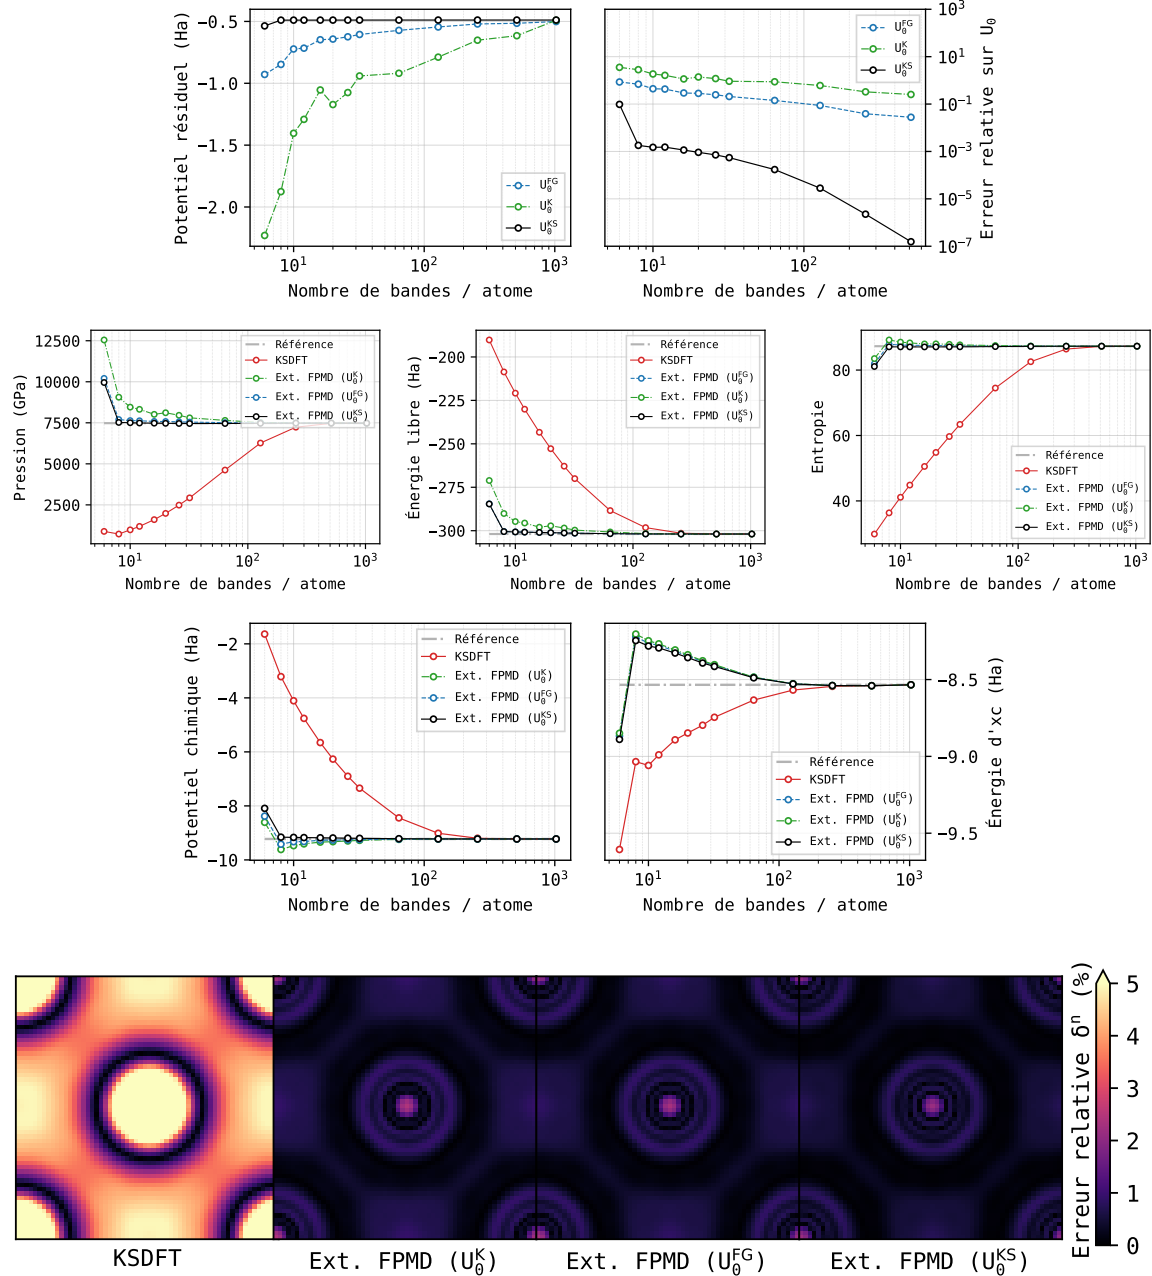 Potentiel résiduel (Ha)
−0.5
−1.0
−1.5
−2.0
U₀^FG
U₀^K
U₀^KS
10¹ 10² 10³
Nombre de bandes / atome
U₀^FG
U₀^K
U₀^KS
10³
10¹
10⁻¹
10⁻³
10⁻⁵
10⁻⁷
Erreur relative sur U₀
10¹ 10²
Nombre de bandes / atome
Pression (GPa)
12500
10000
7500
5000
2500
Référence
KSDFT
Ext. FPMD (U₀^K)
Ext. FPMD (U₀^FG)
Ext. FPMD (U₀^KS)
10¹ 10² 10³
Nombre de bandes / atome
Énergie libre (Ha)
−200
−225
−250
−275
−300
Référence
KSDFT
Ext. FPMD (U₀^FG)
Ext. FPMD (U₀^K)
Ext. FPMD (U₀^KS)
10¹ 10² 10³
Nombre de bandes / atome
Entropie
80
60
40
Référence
KSDFT
Ext. FPMD (U₀^FG)
Ext. FPMD (U₀^K)
Ext. FPMD (U₀^KS)
10¹ 10² 10³
Nombre de bandes / atome
Potentiel chimique (Ha)
−2
−4
−6
−8
−10
Référence
KSDFT
Ext. FPMD (U₀^K)
Ext. FPMD (U₀^FG)
Ext. FPMD (U₀^KS)
10¹ 10² 10³
Nombre de bandes / atome
Référence
KSDFT
Ext. FPMD (U₀^FG)
Ext. FPMD (U₀^K)
Ext. FPMD (U₀^KS)
−8.5
−9.0
−9.5
Énergie d'xc (Ha)
10¹ 10² 10³
Nombre de bandes / atome
KSDFT
Ext. FPMD (U₀^K)
Ext. FPMD (U₀^FG)
Ext. FPMD (U₀^KS)
Erreur relative δⁿ (%)
5
4
3
2
1
0